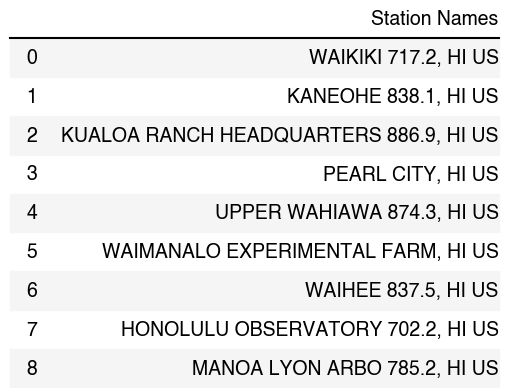 Station Names
0 WAIKIKI 717.2, HI US
1 KANEOHE 838.1, HI US
2 KUALOA RANCH HEADQUARTERS 886.9, HI US
3 PEARL CITY, HI US
4 UPPER WAHIAWA 874.3, HI US
5 WAIMANALO EXPERIMENTAL FARM, HI US
6 WAIHEE 837.5, HI US
7 HONOLULU OBSERVATORY 702.2, HI US
8 MANOA LYON ARBO 785.2, HI US